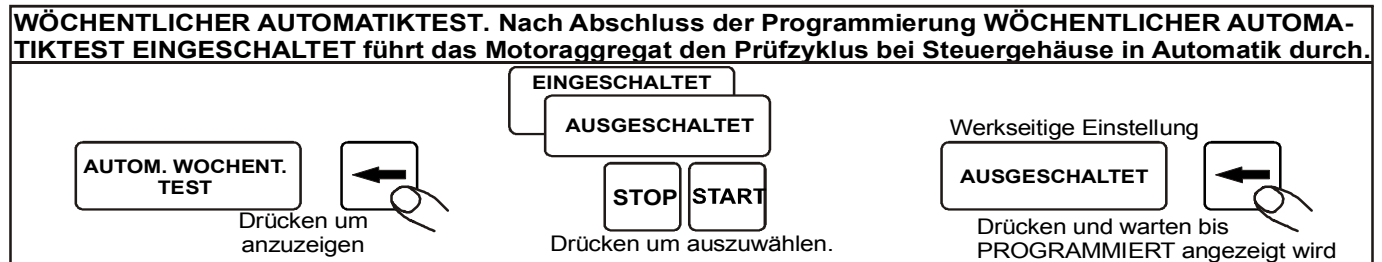 WÖCHENTLICHER AUTOMATIKTEST. Nach Abschluss der Programmierung WÖCHENTLICHER AUTOMA-
TIKTEST EINGESCHALTET führt das Motoraggregat den Prüfzyklus bei Steuergehäuse in Automatik durch.
AUTOM. WOCHENT.
TEST
Drücken um
anzuzeigen
EINGESCHALTET
AUSGESCHALTET
STOP START
Drücken um auszuwählen.
Werkseitige Einstellung
AUSGESCHALTET
Drücken und warten bis
PROGRAMMIERT angezeigt wird